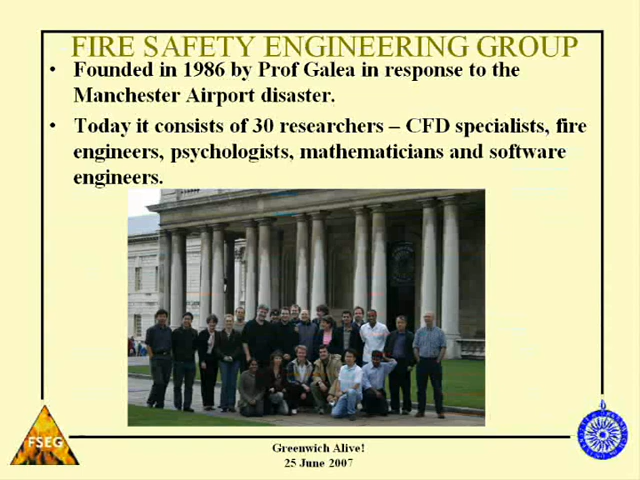 FIRE SAFETY ENGINEERING GROUP
• Founded in 1986 by Prof Galea in response to the
Manchester Airport disaster.
• Today it consists of 30 researchers – CFD specialists, fire
engineers, psychologists, mathematicians and software
engineers.
FSEG
Greenwich Alive!
25 June 2007